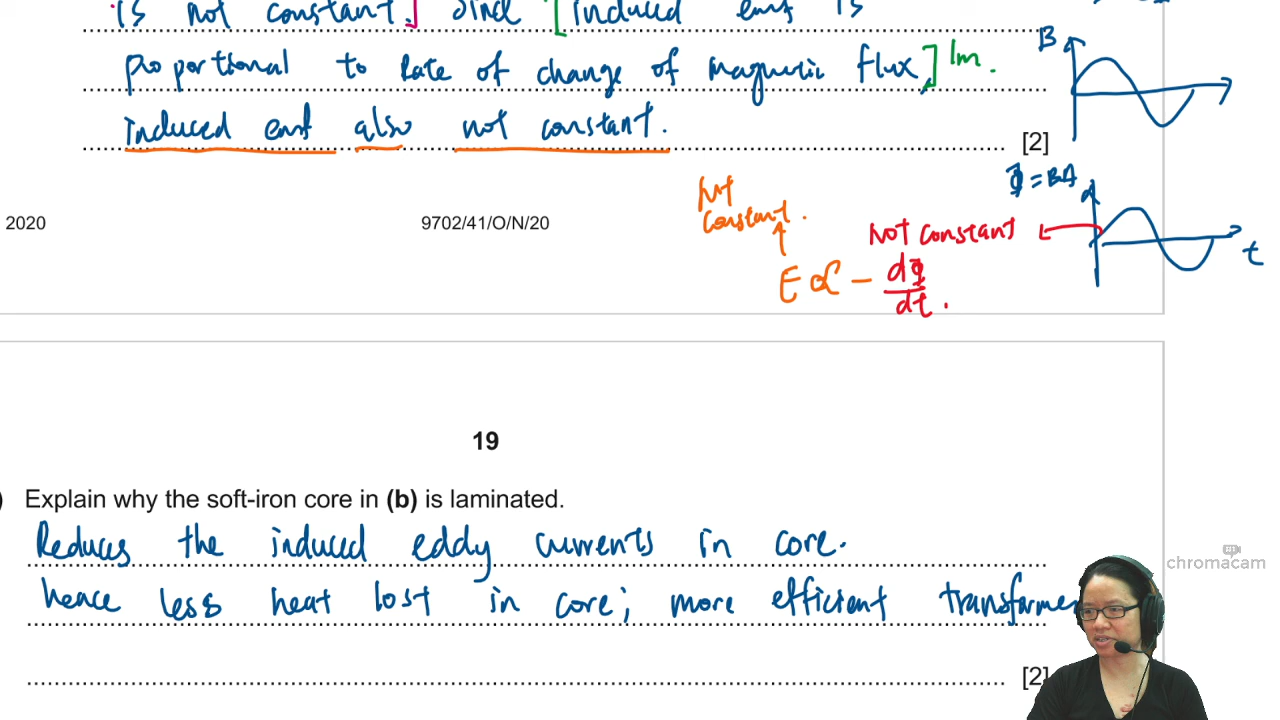 is not constant.] Since [induced emf is
proportional to Rate of change of magnetic flux,] 1m.
induced emf also not constant.
[2]
B
Φ = BA
t
2020
9702/41/O/N/20
Not
constant.
Not constant
E ∝ - dΦ/dt.
19
) Explain why the soft-iron core in (b) is laminated.
Reduces the induced eddy currents in core.
hence less heat lost in core; more efficient transformer
[2]
chromacam